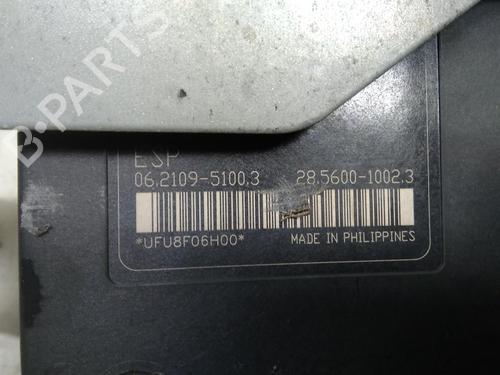 B-PARTS
ESP
06.2109-5100.3 28.5600-1002.3
*UFU8F06H00*
MADE IN PHILIPPINES